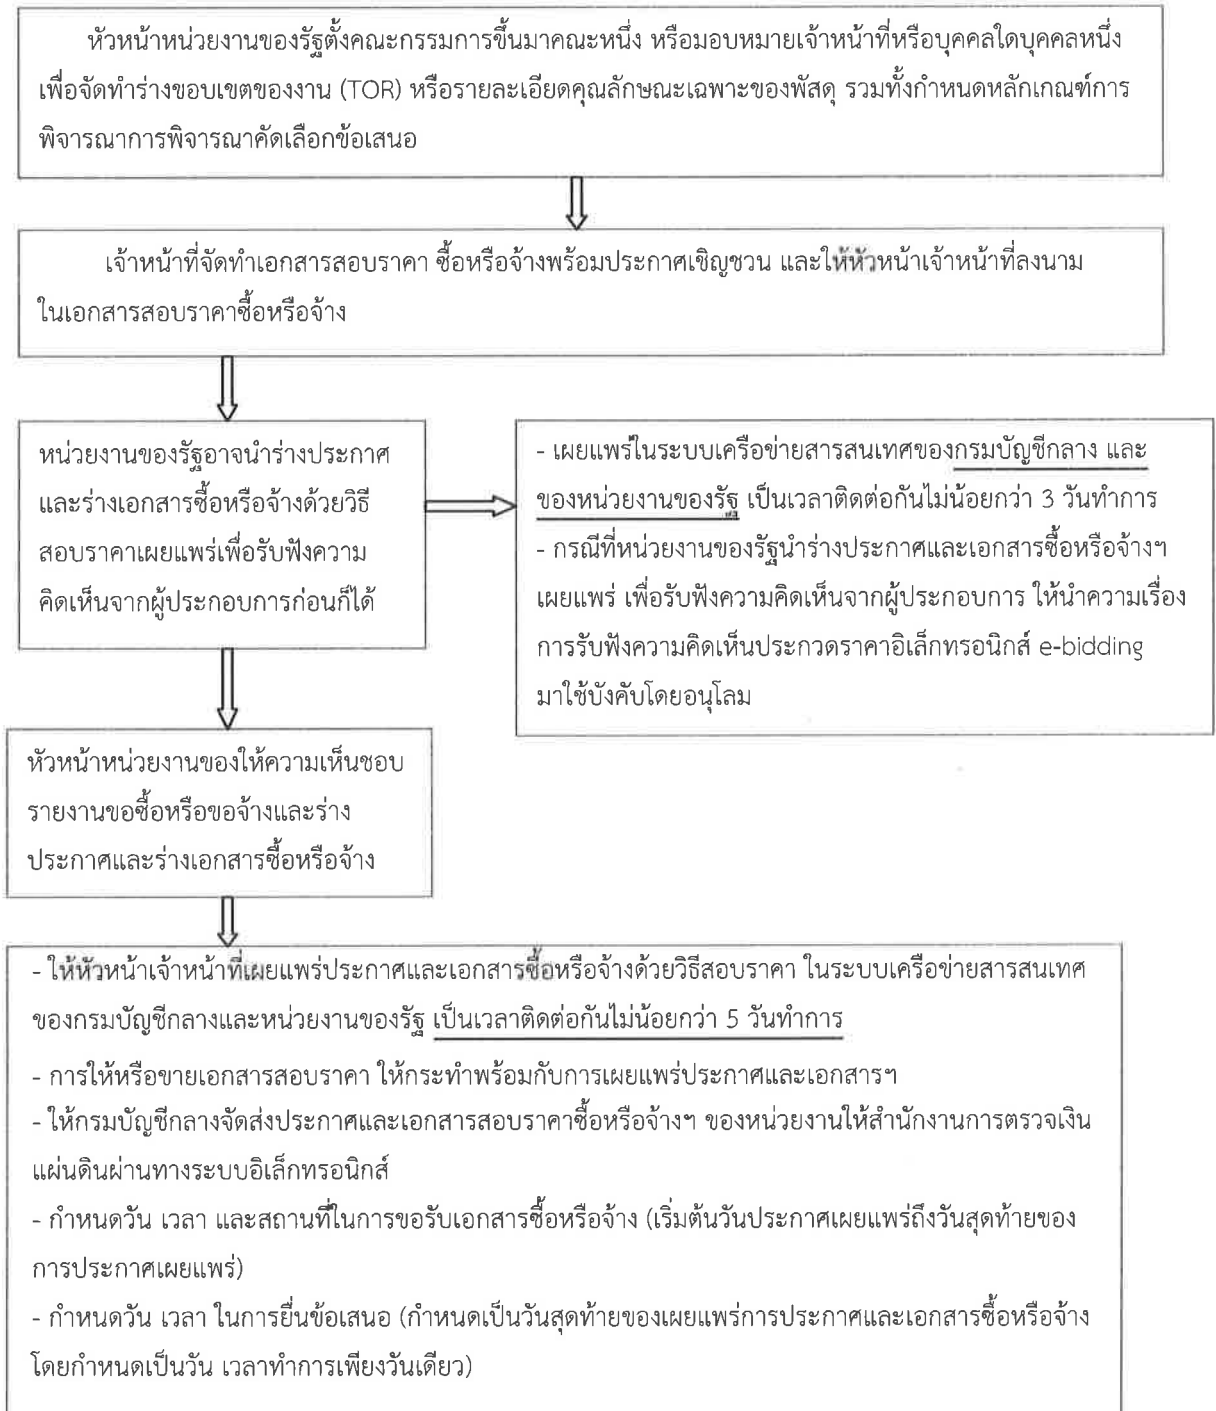 หัวหน้าหน่วยงานของรัฐตั้งคณะกรรมการขึ้นมาคณะหนึ่ง หรือมอบหมายเจ้าหน้าที่หรือบุคคลใดบุคคลหนึ่ง
เพื่อจัดทำร่างขอบเขตของงาน (TOR) หรือรายละเอียดคุณลักษณะเฉพาะของพัสดุ รวมทั้งกำหนดหลักเกณฑ์การ
พิจารณาการพิจารณาคัดเลือกข้อเสนอ
เจ้าหน้าที่จัดทำเอกสารสอบราคา ซื้อหรือจ้างพร้อมประกาศเชิญชวน และให้หัวหน้าเจ้าหน้าที่ลงนาม
ในเอกสารสอบราคาซื้อหรือจ้าง
หน่วยงานของรัฐอาจนำร่างประกาศ
และร่างเอกสารซื้อหรือจ้างด้วยวิธี
สอบราคาเผยแพร่เพื่อรับฟังความ
คิดเห็นจากผู้ประกอบการก่อนก็ได้
- เผยแพร่ในระบบเครือข่ายสารสนเทศของกรมบัญชีกลาง และ
ของหน่วยงานของรัฐ เป็นเวลาติดต่อกันไม่น้อยกว่า 3 วันทำการ
- กรณีที่หน่วยงานของรัฐนำร่างประกาศและเอกสารซื้อหรือจ้างฯ
เผยแพร่ เพื่อรับฟังความคิดเห็นจากผู้ประกอบการ ให้นำความเรื่อง
การรับฟังความคิดเห็นประกวดราคาอิเล็กทรอนิกส์ e-bidding
มาใช้บังคับโดยอนุโลม
หัวหน้าหน่วยงานของให้ความเห็นชอบ
รายงานขอซื้อหรือขอจ้างและร่าง
ประกาศและร่างเอกสารซื้อหรือจ้าง
- ให้หัวหน้าเจ้าหน้าที่เผยแพร่ประกาศและเอกสารซื้อหรือจ้างด้วยวิธีสอบราคา ในระบบเครือข่ายสารสนเทศ
ของกรมบัญชีกลางและหน่วยงานของรัฐ เป็นเวลาติดต่อกันไม่น้อยกว่า 5 วันทำการ
- การให้หรือขายเอกสารสอบราคา ให้กระทำพร้อมกับการเผยแพร่ประกาศและเอกสารฯ
- ให้กรมบัญชีกลางจัดส่งประกาศและเอกสารสอบราคาซื้อหรือจ้างฯ ของหน่วยงานให้สำนักงานการตรวจเงิน
แผ่นดินผ่านทางระบบอิเล็กทรอนิกส์
- กำหนดวัน เวลา และสถานที่ในการขอรับเอกสารซื้อหรือจ้าง (เริ่มต้นวันประกาศเผยแพร่ถึงวันสุดท้ายของ
การประกาศเผยแพร่)
- กำหนดวัน เวลา ในการยื่นข้อเสนอ (กำหนดเป็นวันสุดท้ายของเผยแพร่การประกาศและเอกสารซื้อหรือจ้าง
โดยกำหนดเป็นวัน เวลาทำการเพียงวันเดียว)